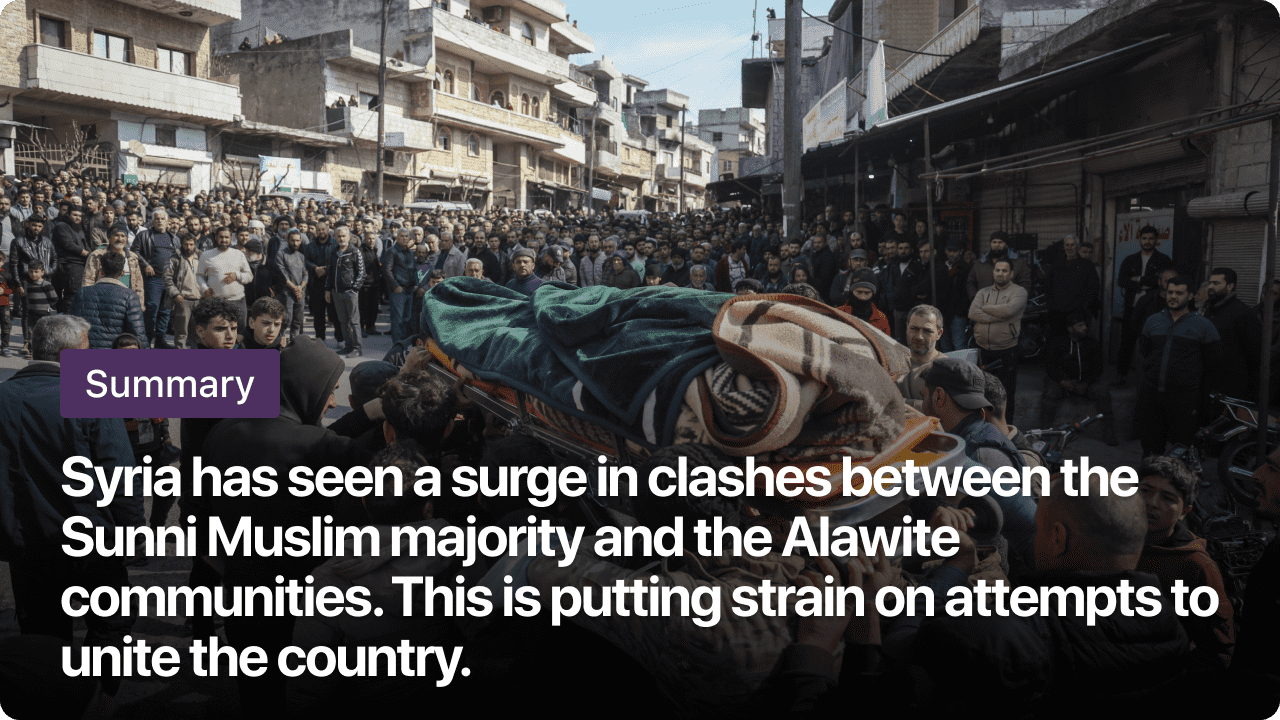 Summary
Syria has seen a surge in clashes between the
Sunni Muslim majority and the Alawite
communities. This is putting strain on attempts to
unite the country.